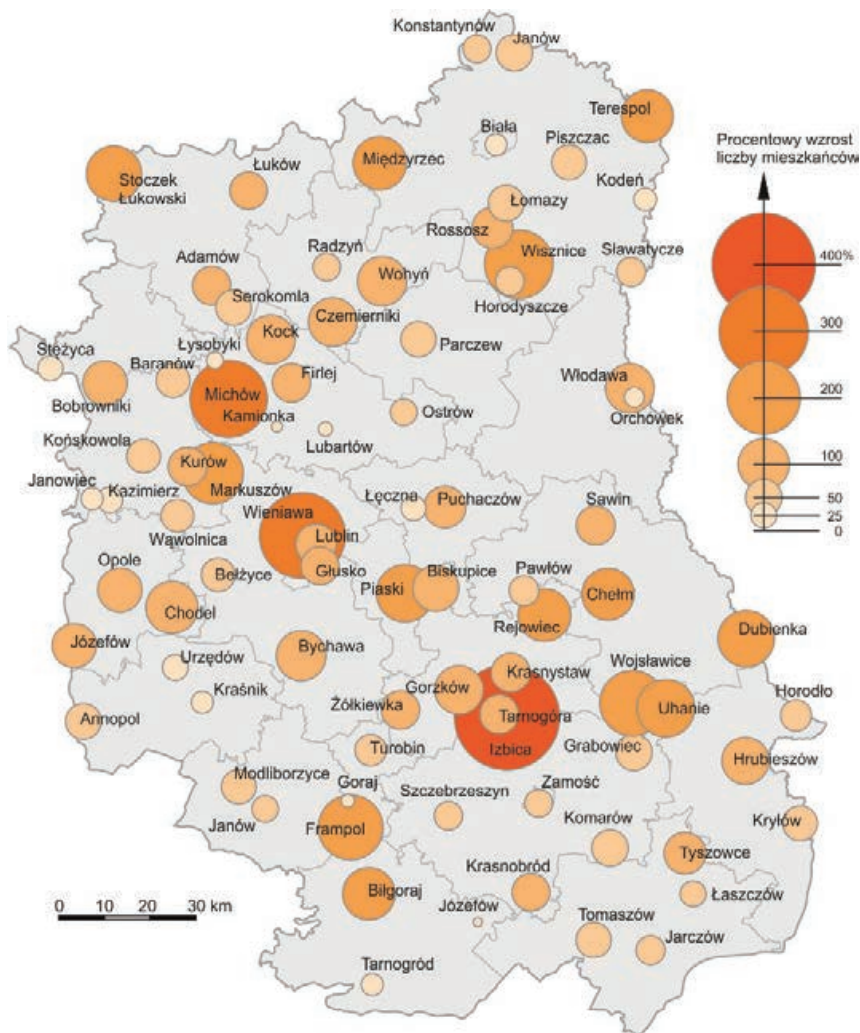 Konstantynów
Janów
Terespol
Biała
Piszczac
Międzyrzec
Stoczek
Łukowski
Łuków
Kodeń
Łomazy
Rossosz
Wisznice
Radzyń
Sławatycze
Adamów
Wohyń
Horodyszcze
Serokomla
Czemierniki
Kock
Łysobyki
Parczew
Stężyca
Baranów
Firlej
Włodawa
Michów
Bobrowniki
Kamionka
Ostrów
Orchówek
Lubartów
Końskowola
Kurów
Janowiec
Kazimierz
Markuszów
Łęczna
Puchaczów
Sawin
Wieniawa
Wąwolnica
Lublin
Opole
Głusko
Bełżyce
Piaski
Biskupice
Pawłów
Chełm
Chodel
Rejowiec
Dubienka
Józefów
Urzędów
Bychawa
Krasnystaw
Wojsławice
Gorzków
Kraśnik
Horodło
Żółkiewka
Tarnogóra
Uhanie
Annopol
Turobin
Izbica
Grabowiec
Hrubieszów
Modliborzyce
Goraj
Szczebrzeszyn
Zamość
Janów
Frampol
Komarów
Kryłów
Tyszowce
Krasnobród
Biłgoraj
Łaszczów
Józefów
Tomaszów
Jarczów
Tarnogród
Procentowy wzrost
liczby mieszkańców
400%
300
200
100
50
25
0
0 10 20 30 km